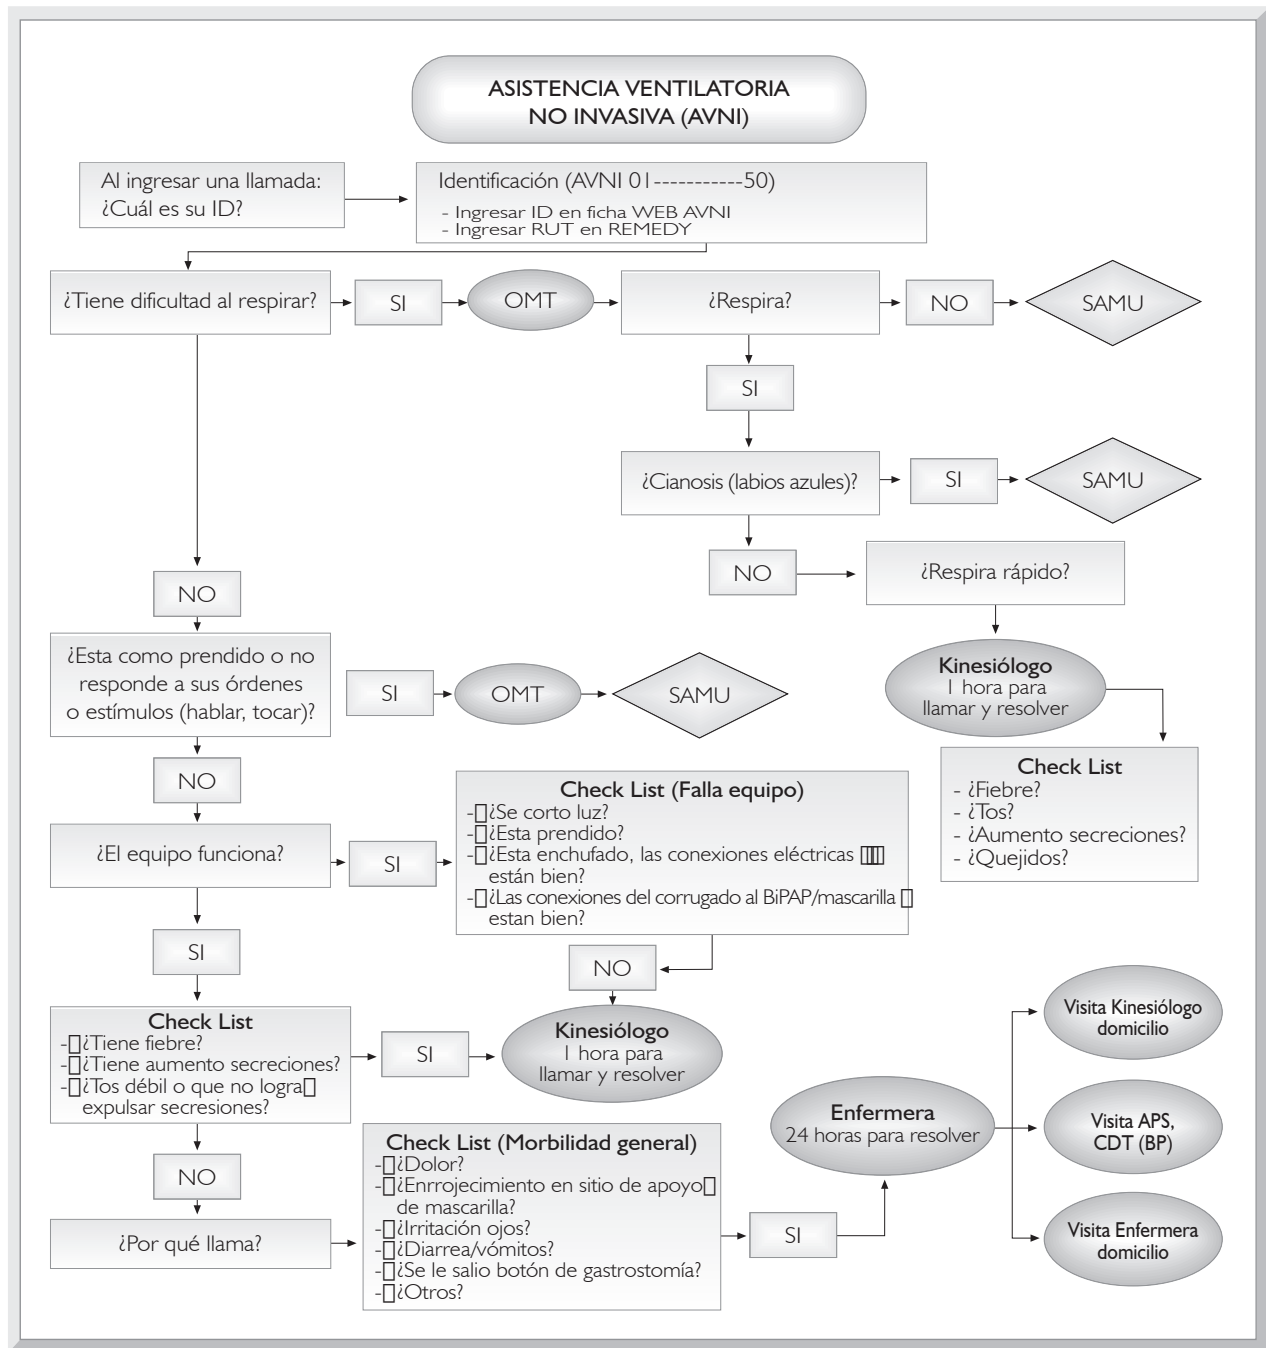 ASISTENCIA VENTILATORIA
NO INVASIVA (AVNI)
Al ingresar una llamada:
¿Cuál es su ID?
Identificación (AVNI 01-----------50)
- Ingresar ID en ficha WEB AVNI
- Ingresar RUT en REMEDY
¿Tiene dificultad al respirar?
SI
OMT
¿Respira?
NO
SAMU
SI
¿Cianosis (labios azules)?
SI
SAMU
NO
¿Respira rápido?
Kinesiólogo
1 hora para
llamar y resolver
Check List
- ¿Fiebre?
- ¿Tos?
- ¿Aumento secreciones?
- ¿Quejidos?
NO
¿Esta como prendido o no
responde a sus órdenes
o estímulos (hablar, tocar)?
SI
OMT
SAMU
NO
¿El equipo funciona?
SI
Check List (Falla equipo)
-¿Se corto luz?
-¿Esta prendido?
-¿Esta enchufado, las conexiones eléctricas
están bien?
-¿Las conexiones del corrugado al BiPAP/mascarilla
estan bien?
NO
Kinesiólogo
1 hora para
llamar y resolver
SI
Check List
-¿Tiene fiebre?
-¿Tiene aumento secreciones?
-¿Tos débil o que no logra
expulsar secresiones?
SI
NO
¿Por qué llama?
Check List (Morbilidad general)
-¿Dolor?
-¿Enrrojecimiento en sitio de apoyo
de mascarilla?
-¿Irritación ojos?
-¿Diarrea/vómitos?
-¿Se le salio botón de gastrostomía?
-¿Otros?
SI
Enfermera
24 horas para resolver
Visita Kinesiólogo
domicilio
Visita APS,
CDT (BP)
Visita Enfermera
domicilio